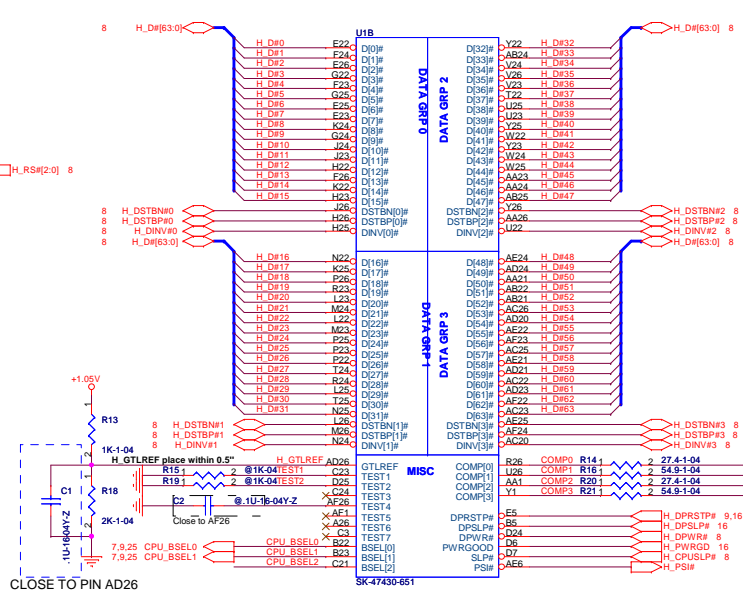 U1B
8 H_D#[63:0] H_D#[63:0] 8
H_D#0 E22 D[0]# D[32]# Y22 H_D#32
H_D#1 F24 D[1]# D[33]# AB24 H_D#33
H_D#2 E26 D[2]# D[34]# V24 H_D#34
H_D#3 G22 D[3]# D[35]# V26 H_D#35
H_D#4 F23 D[4]# D[36]# V23 H_D#36
H_D#5 G25 D[5]# D[37]# T22 H_D#37
H_D#6 E25 D[6]# D[38]# U25 H_D#38
H_D#7 E23 D[7]# D[39]# U23 H_D#39
H_D#8 K24 D[8]# D[40]# Y25 H_D#40
H_D#9 G24 D[9]# D[41]# W22 H_D#41
H_D#10 J24 D[10]# D[42]# Y23 H_D#42
H_D#11 J23 D[11]# D[43]# W24 H_D#43
H_D#12 H22 D[12]# D[44]# W25 H_D#44
H_D#13 F26 D[13]# D[45]# AA23 H_D#45
H_D#14 K22 D[14]# D[46]# AA24 H_D#46
H_D#15 H23 D[15]# D[47]# AB25 H_D#47
8 H_DSTBN#0 J26 DSTBN[0]# DSTBN[2]# Y26 H_DSTBN#2 8
8 H_DSTBP#0 H26 DSTBP[0]# DSTBP[2]# AA26 H_DSTBP#2 8
8 H_DINV#0 H25 DINV[0]# DINV[2]# U22 H_DINV#2 8
DATA GRP 0
DATA GRP 2
H_RS#[2:0] 8
8 H_D#[63:0] H_D#[63:0] 8
H_D#16 N22 D[16]# D[48]# AE24 H_D#48
H_D#17 K25 D[17]# D[49]# AD24 H_D#49
H_D#18 P26 D[18]# D[50]# AA21 H_D#50
H_D#19 R23 D[19]# D[51]# AB22 H_D#51
H_D#20 L23 D[20]# D[52]# AB21 H_D#52
H_D#21 M24 D[21]# D[53]# AC26 H_D#53
H_D#22 L22 D[22]# D[54]# AD20 H_D#54
H_D#23 M23 D[23]# D[55]# AE22 H_D#55
H_D#24 P25 D[24]# D[56]# AF23 H_D#56
H_D#25 P23 D[25]# D[57]# AC25 H_D#57
H_D#26 P22 D[26]# D[58]# AE21 H_D#58
H_D#27 T24 D[27]# D[59]# AD21 H_D#59
H_D#28 R24 D[28]# D[60]# AC22 H_D#60
H_D#29 L25 D[29]# D[61]# AD23 H_D#61
H_D#30 T25 D[30]# D[62]# AF22 H_D#62
H_D#31 N25 D[31]# D[63]# AC23 H_D#63
8 H_DSTBN#1 L26 DSTBN[1]# DSTBN[3]# AE25 H_DSTBN#3 8
8 H_DSTBP#1 M26 DSTBP[1]# DSTBP[3]# AF24 H_DSTBP#3 8
8 H_DINV#1 N24 DINV[1]# DINV[3]# AC20 H_DINV#3 8
DATA GRP 1
DATA GRP 3
+1.05V
1 R13 2
1K-1-04
H_GTLREF place within 0.5" H_GTLREF AD26 GTLREF MISC COMP[0] R26 COMP0 R14 1 2 27.4-1-04
R15 1 2 @1K-04 TEST1 C23 TEST1 COMP[1] U26 COMP1 R16 1 2 54.9-1-04
R19 1 2 @1K-04 TEST2 D25 TEST2 COMP[2] AA1 COMP2 R20 1 2 27.4-1-04
C24 TEST3 COMP[3] Y1 COMP3 R21 1 2 54.9-1-04
C2 @.1U-16-04Y-Z AF26 TEST4
Close to AF26
AF1 TEST5 DPRSTP# E5 H_DPRSTP# 9,16
A26 TEST6 DPSLP# B5 H_DPSLP# 16
C3 TEST7 DPWR# D24 H_DPWR# 8
7,9,25 CPU_BSEL0 CPU_BSEL0 B22 BSEL[0] PWRGOOD D6 H_PWRGD 16
7,9,25 CPU_BSEL1 CPU_BSEL1 B23 BSEL[1] SLP# D7 H_CPUSLP# 8
CPU_BSEL2 C21 BSEL[2] PSI# AE6 H_PSI#
C1
.1U-1604Y-Z
1 R18 2
2K-1-04
SK-47430-651
CLOSE TO PIN AD26